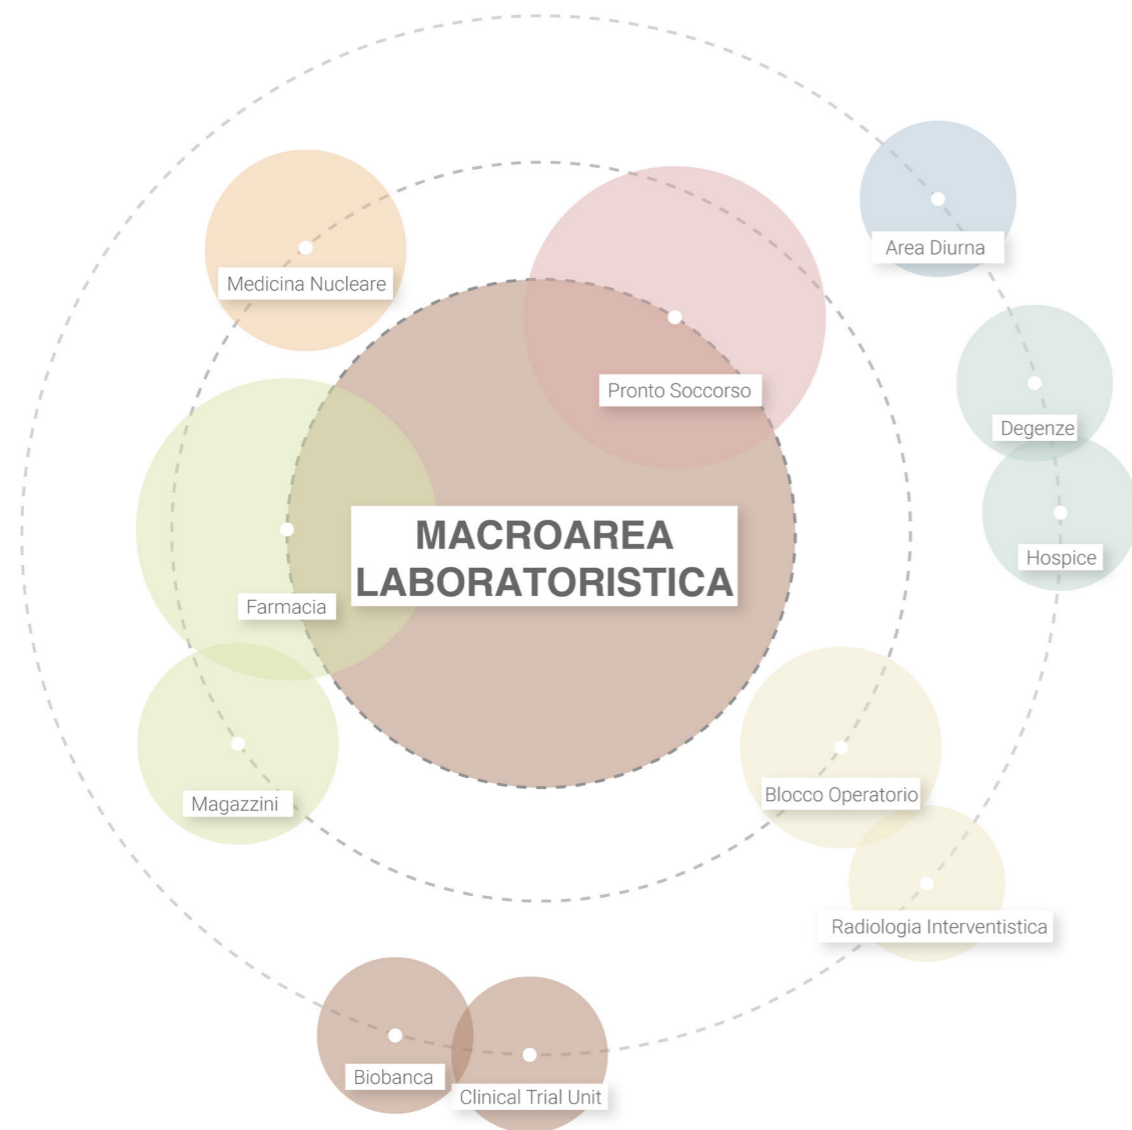 Area Diurna
Medicina Nucleare
Pronto Soccorso
Degenze
MACROAREA
LABORATORISTICA
Hospice
Farmacia
Magazzini
Blocco Operatorio
Radiologia Interventistica
Biobanca
Clinical Trial Unit